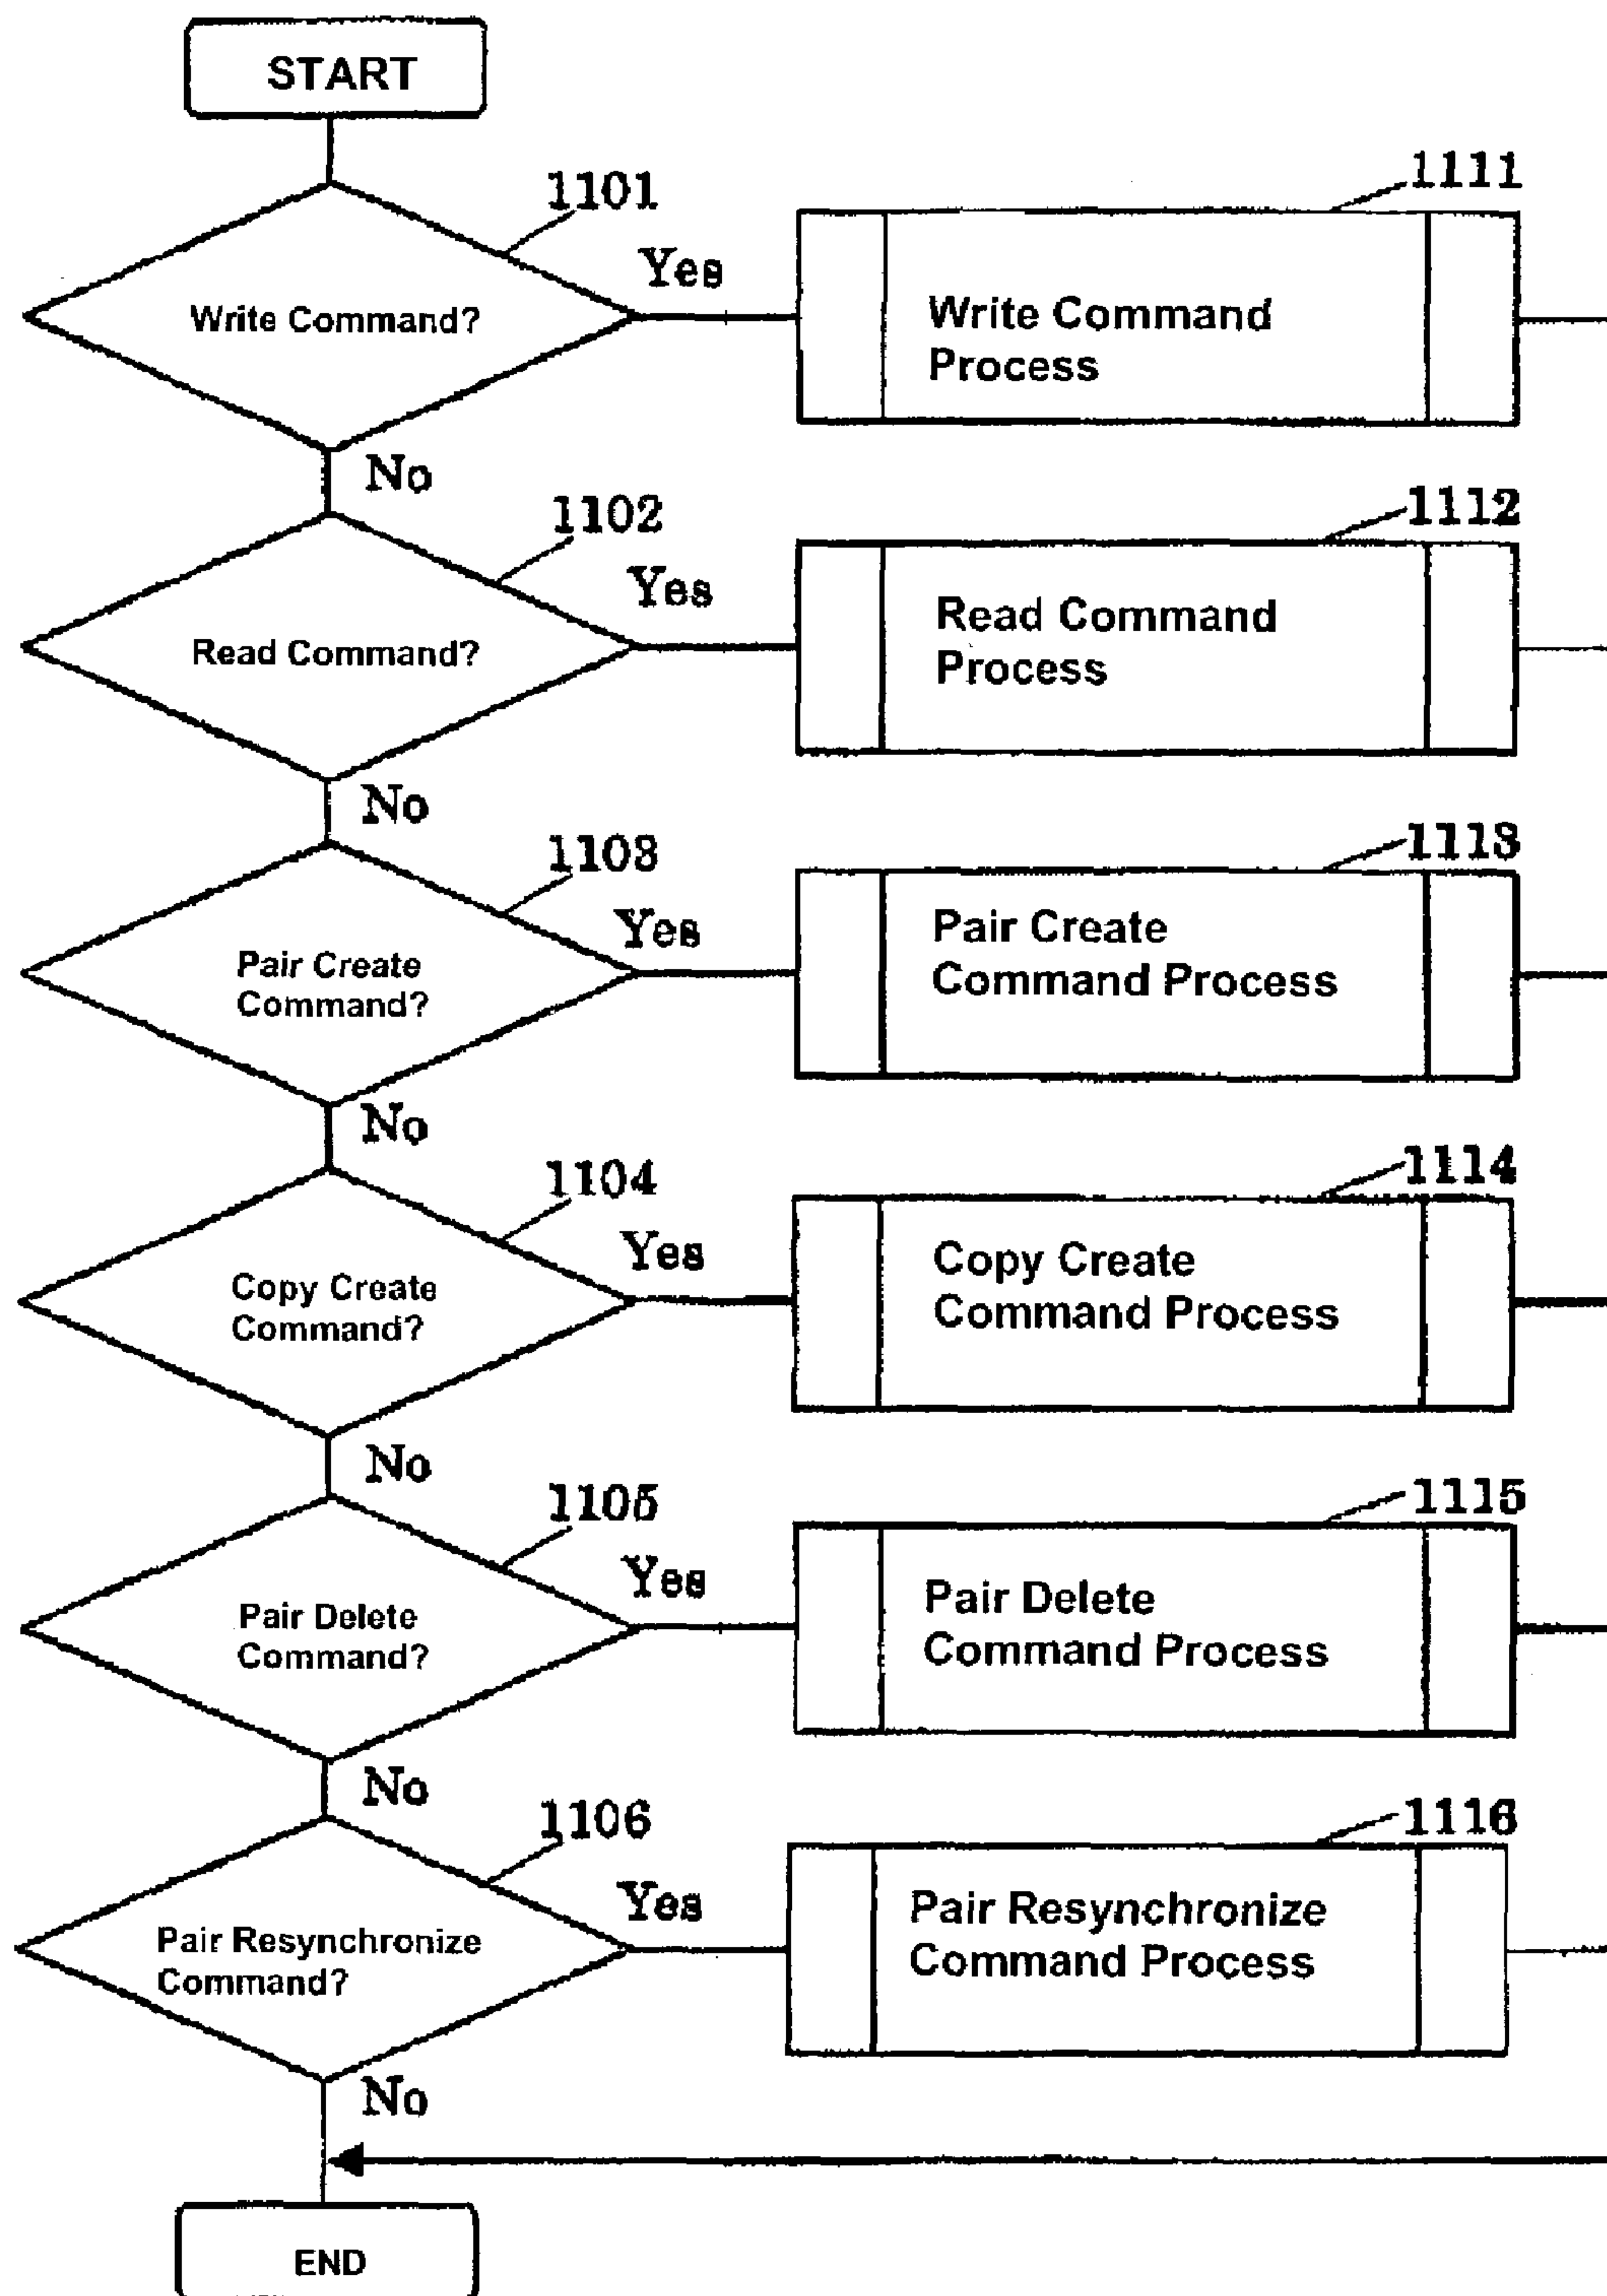 START
1101
1111
Yes
Write Command?
Write Command
Process
No
1102
1112
Yes
Read Command?
Read Command
Process
No
1103
1113
Yes
Pair Create
Command?
Pair Create
Command Process
No
1104
1114
Yes
Copy Create
Command?
Copy Create
Command Process
No
1105
1115
Yes
Pair Delete
Command?
Pair Delete
Command Process
No
1106
1116
Yes
Pair Resynchronize
Command?
Pair Resynchronize
Command Process
No
END